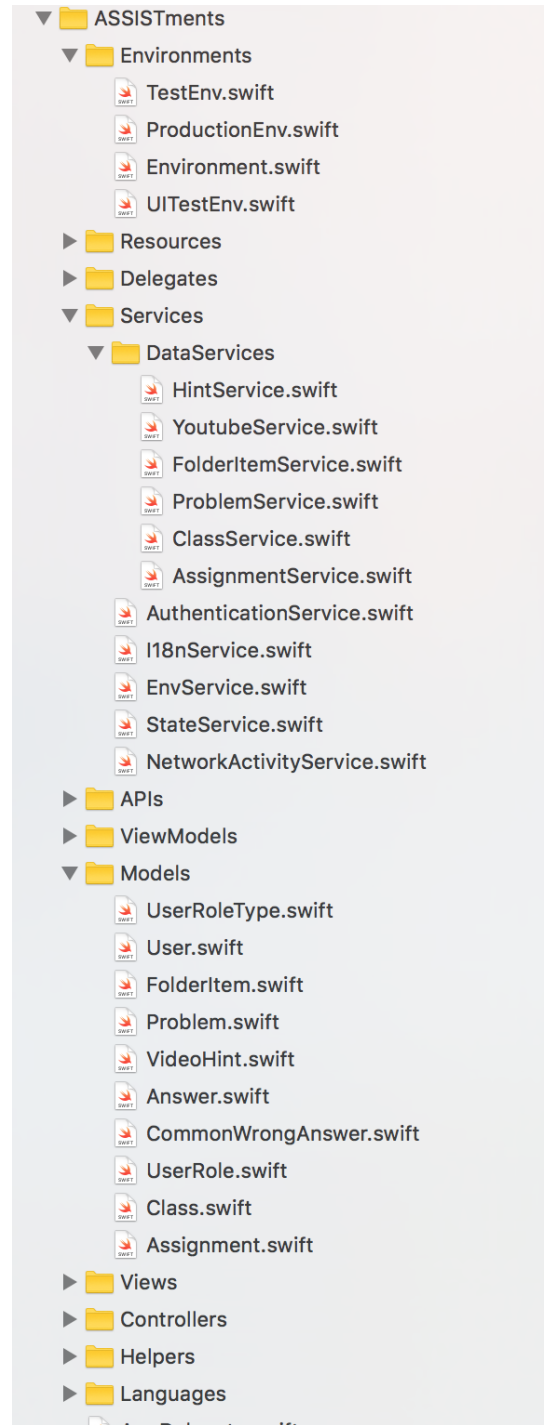 ASSISTments
Environments
TestEnv.swift
ProductionEnv.swift
Environment.swift
UITestEnv.swift
Resources
Delegates
Services
DataServices
HintService.swift
YoutubeService.swift
FolderItemService.swift
ProblemService.swift
ClassService.swift
AssignmentService.swift
AuthenticationService.swift
I18nService.swift
EnvService.swift
StateService.swift
NetworkActivityService.swift
APIs
ViewModels
Models
UserRoleType.swift
User.swift
FolderItem.swift
Problem.swift
VideoHint.swift
Answer.swift
CommonWrongAnswer.swift
UserRole.swift
Class.swift
Assignment.swift
Views
Controllers
Helpers
Languages